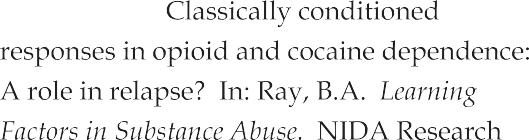 Classically conditioned
responses in opioid and cocaine dependence:
A role in relapse? In: Ray, B.A. Learning
Factors in Substance Abuse. NIDA Research